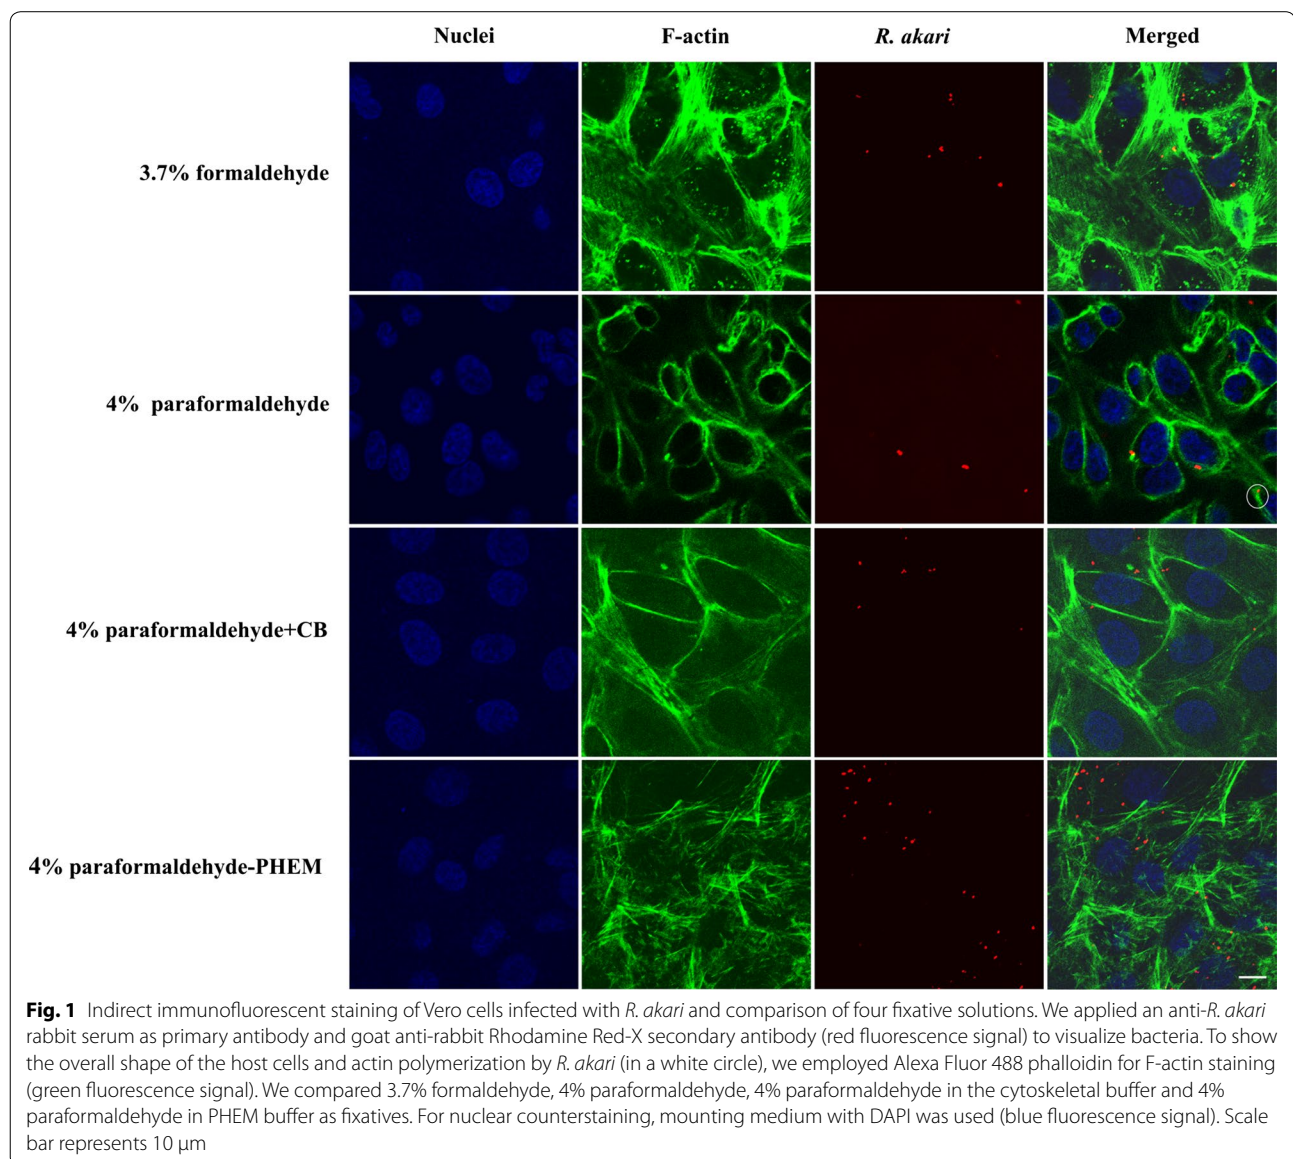 Nuclei F-actin R. akari Merged
3.7% formaldehyde
4% paraformaldehyde
4% paraformaldehyde+CB
4% paraformaldehyde-PHEM
Fig. 1 Indirect immunofluorescent staining of Vero cells infected with R. akari and comparison of four fixative solutions. We applied an anti-R. akari
rabbit serum as primary antibody and goat anti-rabbit Rhodamine Red-X secondary antibody (red fluorescence signal) to visualize bacteria. To show
the overall shape of the host cells and actin polymerization by R. akari (in a white circle), we employed Alexa Fluor 488 phalloidin for F-actin staining
(green fluorescence signal). We compared 3.7% formaldehyde, 4% paraformaldehyde, 4% paraformaldehyde in the cytoskeletal buffer and 4%
paraformaldehyde in PHEM buffer as fixatives. For nuclear counterstaining, mounting medium with DAPI was used (blue fluorescence signal). Scale
bar represents 10 μm